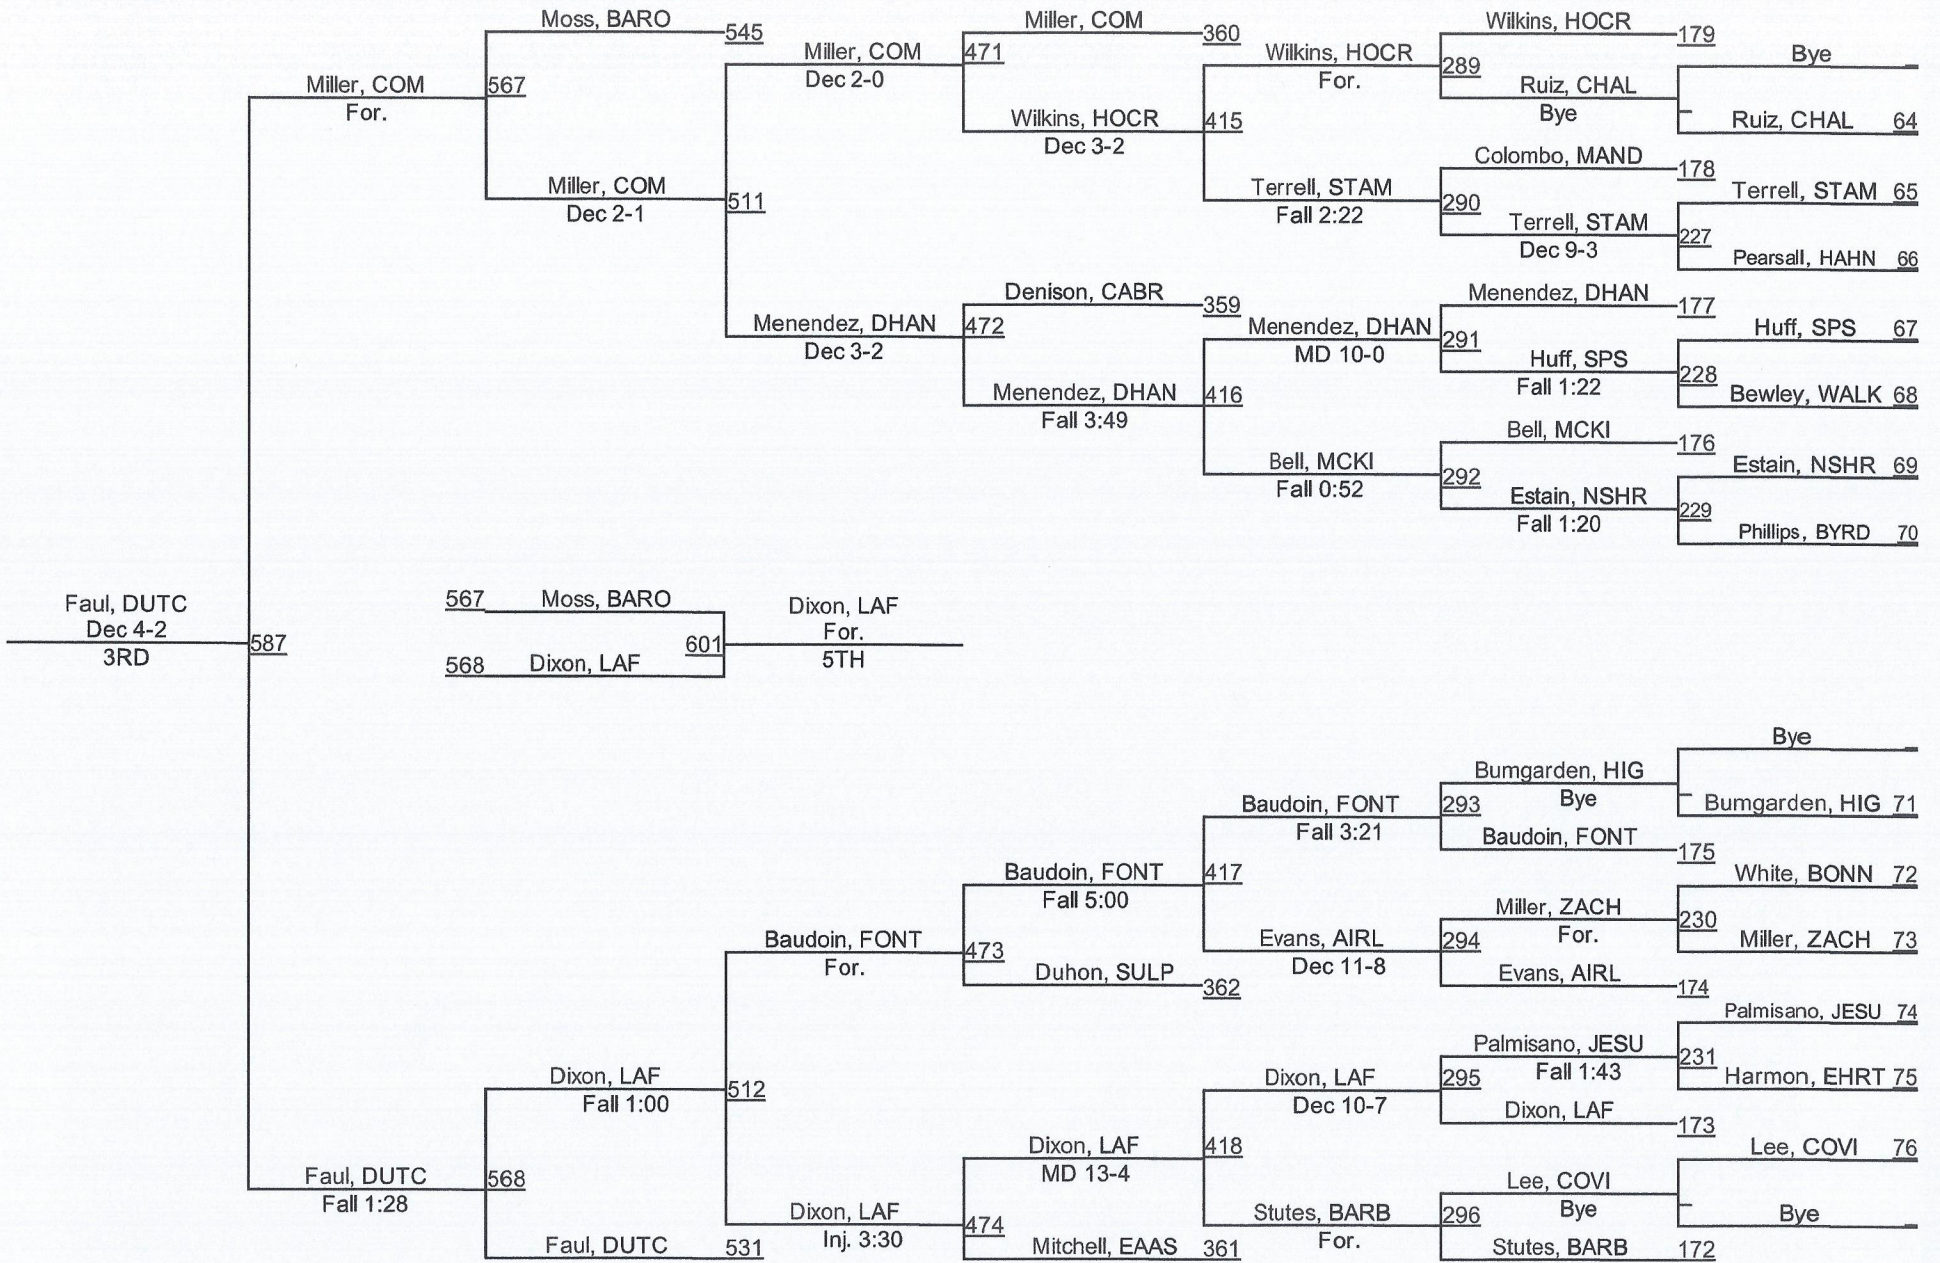 Moss, BARO
545
Miller, COM
360
Wilkins, HOCR
179
Miller, COM
Dec 2-0
471
Wilkins, HOCR
For.
289
Bye
Miller, COM
For.
567
Ruiz, CHAL
Bye
Wilkins, HOCR
Dec 3-2
415
Ruiz, CHAL 64
Colombo, MAND
178
Miller, COM
Dec 2-1
511
Terrell, STAM
Fall 2:22
290
Terrell, STAM 65
Terrell, STAM
Dec 9-3
227
Pearsall, HAHN 66
Denison, CABR
359
Menendez, DHAN
177
Menendez, DHAN
Dec 3-2
472
Menendez, DHAN
MD 10-0
291
Huff, SPS 67
Huff, SPS
Fall 1:22
228
Menendez, DHAN
Fall 3:49
416
Bewley, WALK 68
Bell, MCKI
176
Bell, MCKI
Fall 0:52
292
Estain, NSHR 69
Estain, NSHR
Fall 1:20
229
Phillips, BYRD 70
Faul, DUTC
Dec 4-2
3RD
587
567 Moss, BARO
601
568 Dixon, LAF
Dixon, LAF
For.
5TH
Bye
Bumgarden, HIG
Bye
Baudoin, FONT
Fall 3:21
293
Bumgarden, HIG 71
Baudoin, FONT
175
Baudoin, FONT
Fall 5:00
417
White, BONN 72
Miller, ZACH
For.
230
Baudoin, FONT
For.
473
Evans, AIRL
Dec 11-8
294
Miller, ZACH 73
Duhon, SULP
362
Evans, AIRL
174
Palmisano, JESU 74
Palmisano, JESU
Fall 1:43
231
Dixon, LAF
Fall 1:00
512
Dixon, LAF
Dec 10-7
295
Harmon, EHRT 75
Dixon, LAF
173
Dixon, LAF
MD 13-4
418
Lee, COVI 76
Faul, DUTC
Fall 1:28
568
Lee, COVI
Bye
Dixon, LAF
Inj. 3:30
474
Stutes, BARB
For.
296
Bye
Faul, DUTC
531
Mitchell, EAAS
361
Stutes, BARB
172